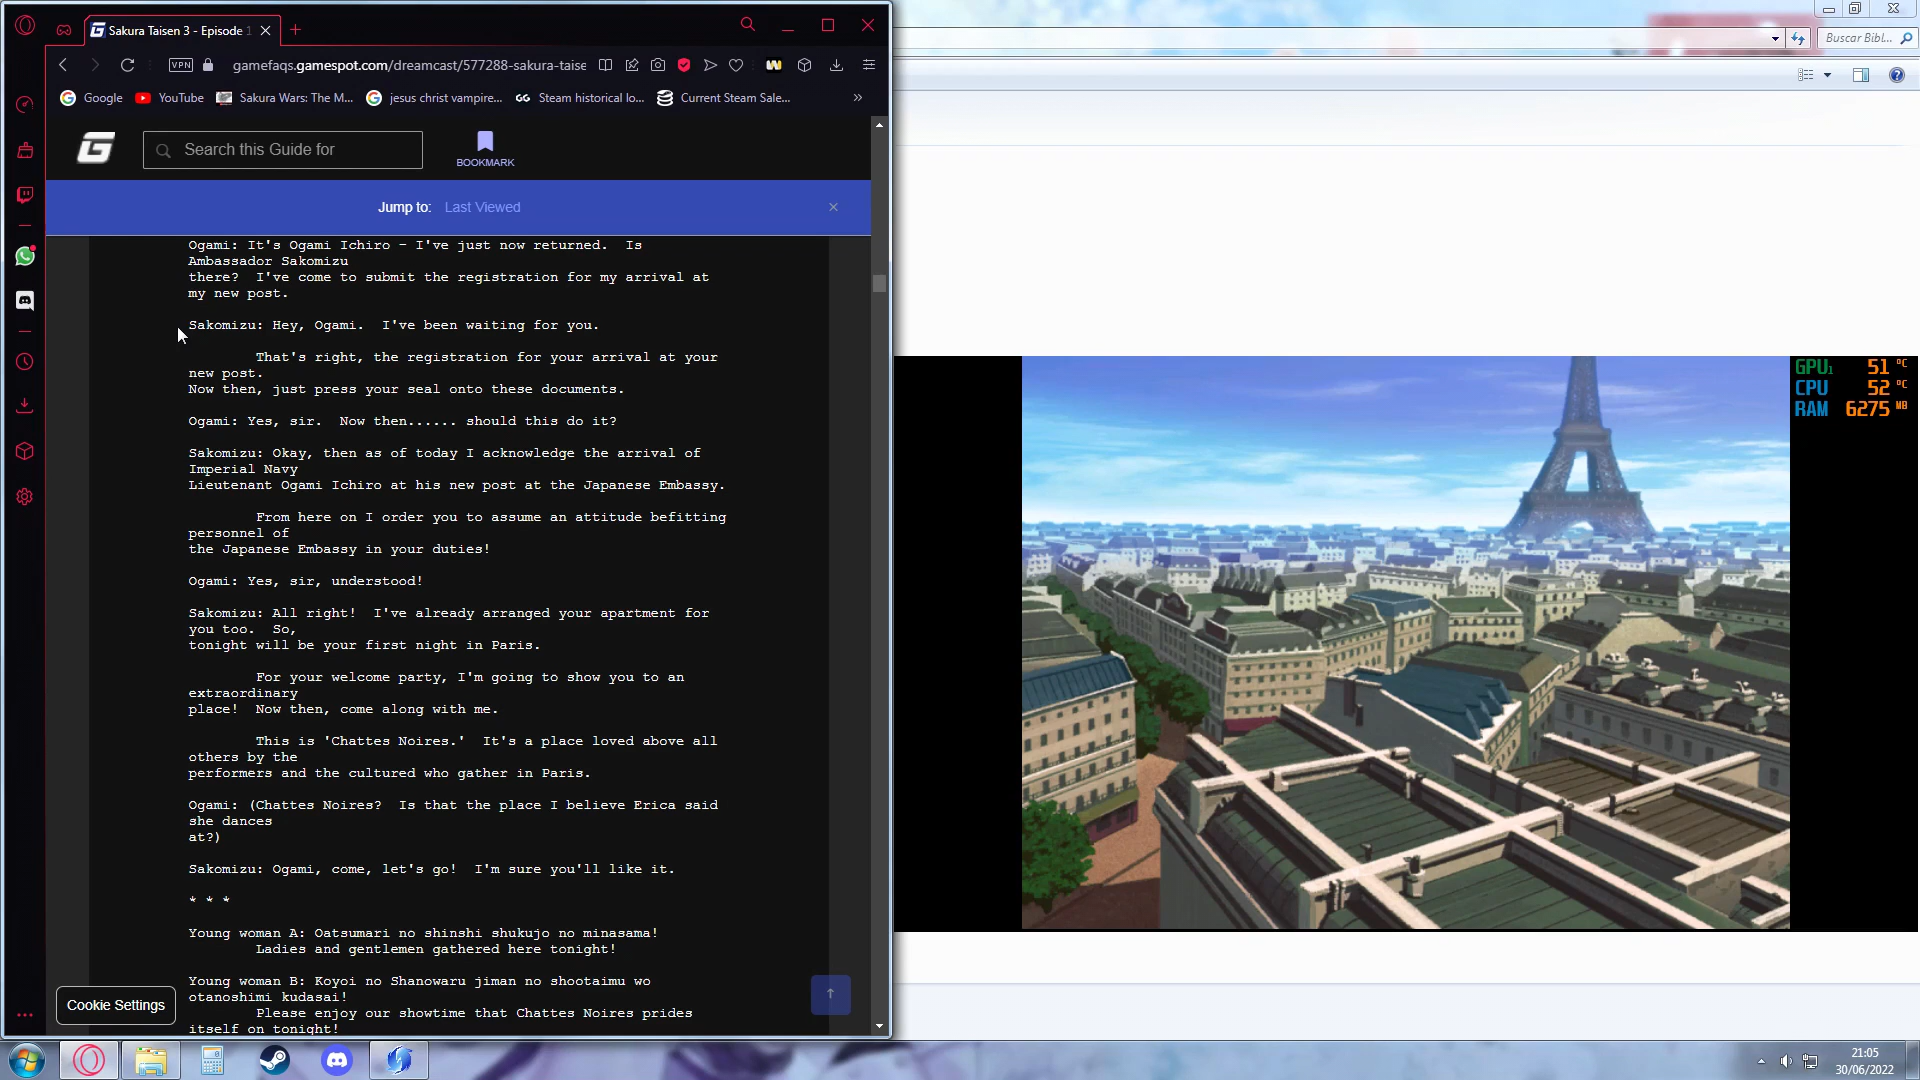 Sakura Taisen 3 - Episode 1
VPN
gamefaqs.gamespot.com/dreamcast/577288-sakura-taise
Google
YouTube
Sakura Wars: The M...
jesus christ vampire...
GG
Steam historical lo...
Current Steam Sale...
Search this Guide for
BOOKMARK
Jump to: Last Viewed
Ogami: It's Ogami Ichiro - I've just now returned.  Is
Ambassador Sakomizu
there?  I've come to submit the registration for my arrival at
my new post.
Sakomizu: Hey, Ogami.  I've been waiting for you.
That's right, the registration for your arrival at your
new post.
Now then, just press your seal onto these documents.
Ogami: Yes, sir.  Now then...... should this do it?
Sakomizu: Okay, then as of today I acknowledge the arrival of
Imperial Navy
Lieutenant Ogami Ichiro at his new post at the Japanese Embassy.
From here on I order you to assume an attitude befitting
personnel of
the Japanese Embassy in your duties!
Ogami: Yes, sir, understood!
Sakomizu: All right!  I've already arranged your apartment for
you too.  So,
tonight will be your first night in Paris.
For your welcome party, I'm going to show you to an
extraordinary
place!  Now then, come along with me.
This is 'Chattes Noires.'  It's a place loved above all
others by the
performers and the cultured who gather in Paris.
Ogami: (Chattes Noires?  Is that the place I believe Erica said
she dances
at?)
Sakomizu: Ogami, come, let's go!  I'm sure you'll like it.
* * *
Young woman A: Oatsumari no shinshi shukujo no minasama!
Ladies and gentlemen gathered here tonight!
Young woman B: Koyoi no Shanowaru jiman no shootaimu wo
otanoshimi kudasai!
Please enjoy our showtime that Chattes Noires prides
itself on tonight!
Cookie Settings
Buscar Bibl...
GPU1 51 °C
CPU 52 °C
RAM 6275 MB
21:05
30/06/2022